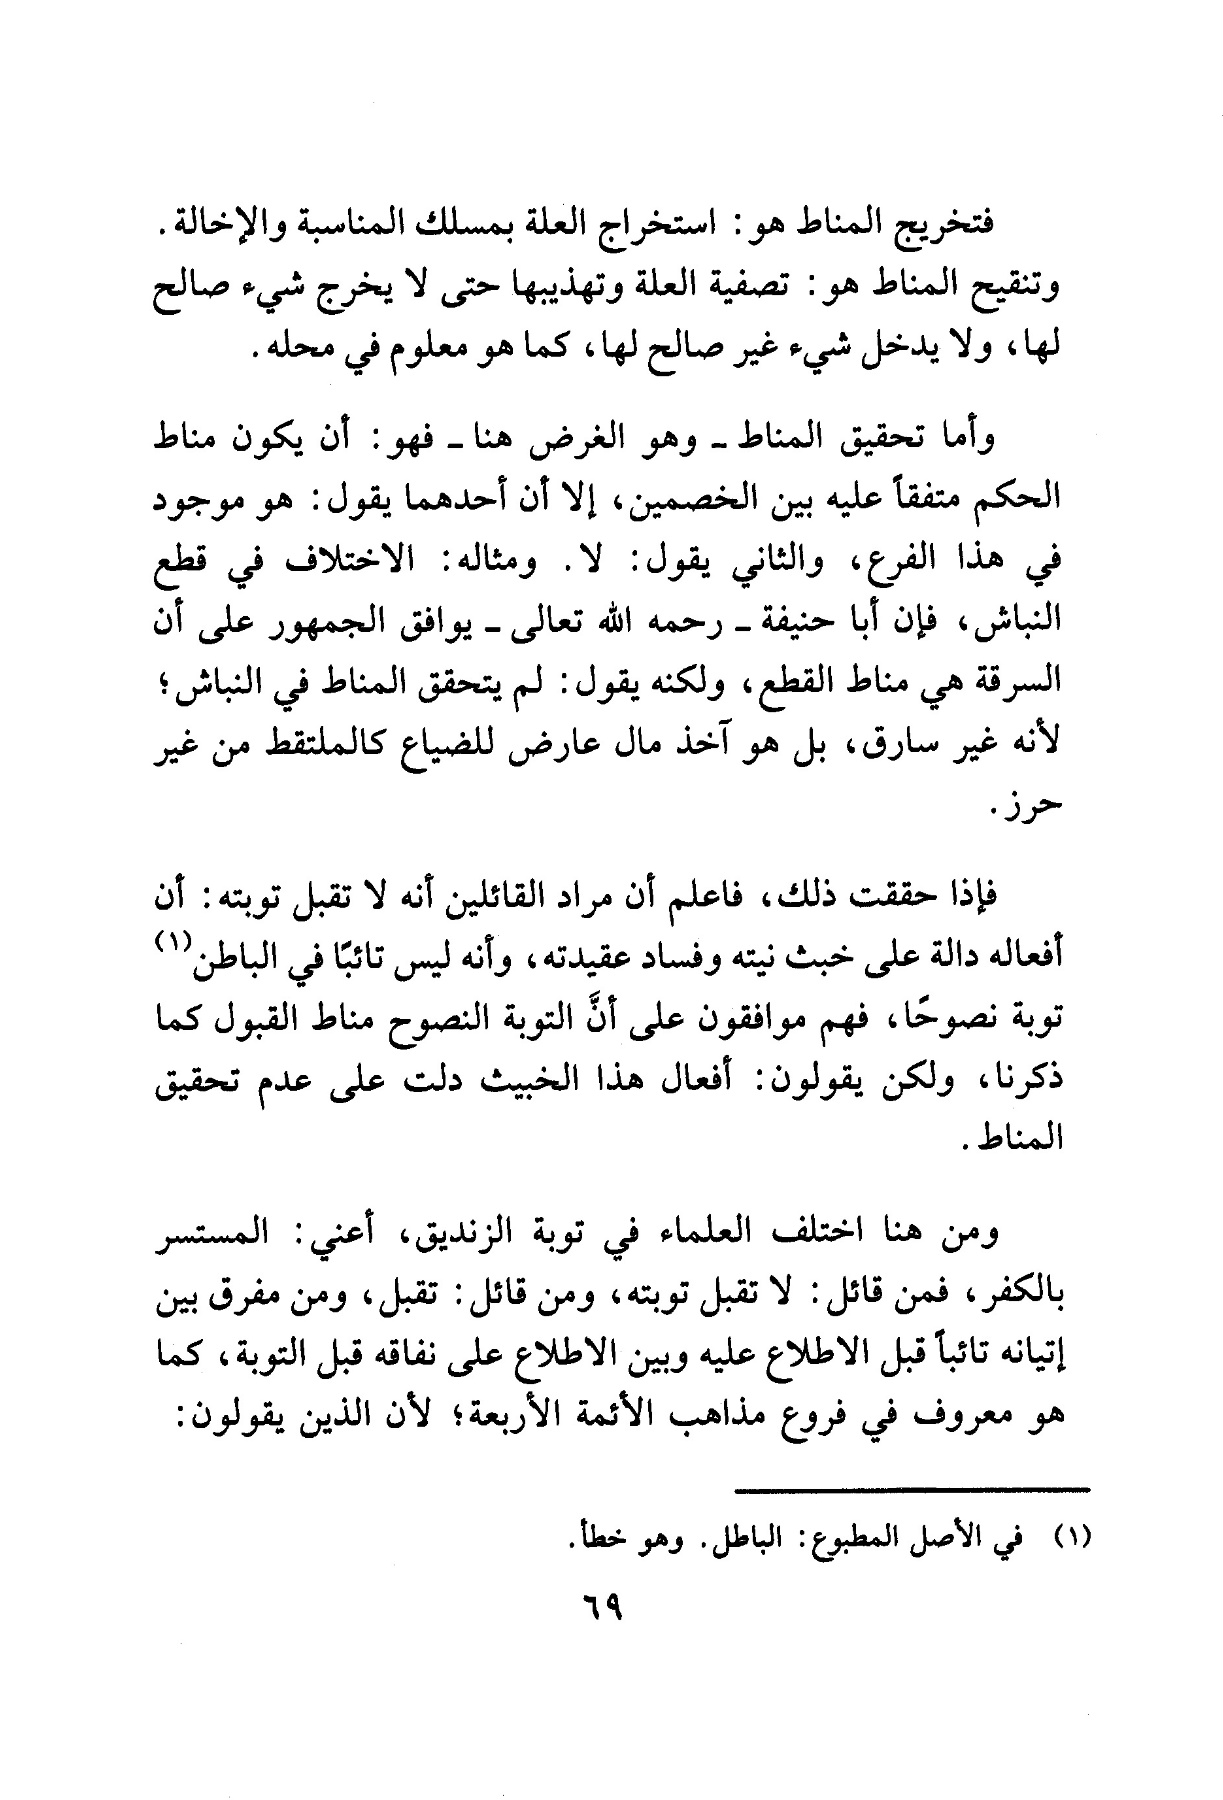 فتخريج المناط هو: استخراج العلة بمسلك المناسبة والإخالة.
وتنقيح المناط هو: تصفية العلة وتهذيبها حتى لا يخرج شيء صالح
لها، ولا يدخل شيء غير صالح لها، كما هو معلوم في محله.
وأما تحقيق المناط ـ وهو الغرض هنا ـ فهو: أن يكون مناط
الحكم متفقاً عليه بين الخصمين، إلا أن أحدهما يقول: هو موجود
في هذا الفرع، والثاني يقول: لا. ومثاله: الاختلاف في قطع
النباش، فإن أبا حنيفة ـ رحمه الله تعالى ـ يوافق الجمهور على أن
السرقة هي مناط القطع، ولكنه يقول: لم يتحقق المناط في النباش؛
لأنه غير سارق، بل هو آخذ مال عارض للضياع كالملتقط من غير
حرز.
فإذا حققت ذلك، فاعلم أن مراد القائلين أنه لا تقبل توبته: أن
أفعاله دالة على خبث نيته وفساد عقيدته، وأنه ليس تائبًا في الباطن(١)
توبة نصوحًا، فهم موافقون على أنَّ التوبة النصوح مناط القبول كما
ذكرنا، ولكن يقولون: أفعال هذا الخبيث دلت على عدم تحقيق
المناط.
ومن هنا اختلف العلماء في توبة الزنديق، أعني: المستسر
بالكفر، فمن قائل: لا تقبل توبته، ومن قائل: تقبل، ومن مفرق بين
إتيانه تائباً قبل الاطلاع عليه وبين الاطلاع على نفاقه قبل التوبة، كما
هو معروف في فروع مذاهب الأئمة الأربعة؛ لأن الذين يقولون:
(١) في الأصل المطبوع: الباطل. وهو خطأ.
٦٩